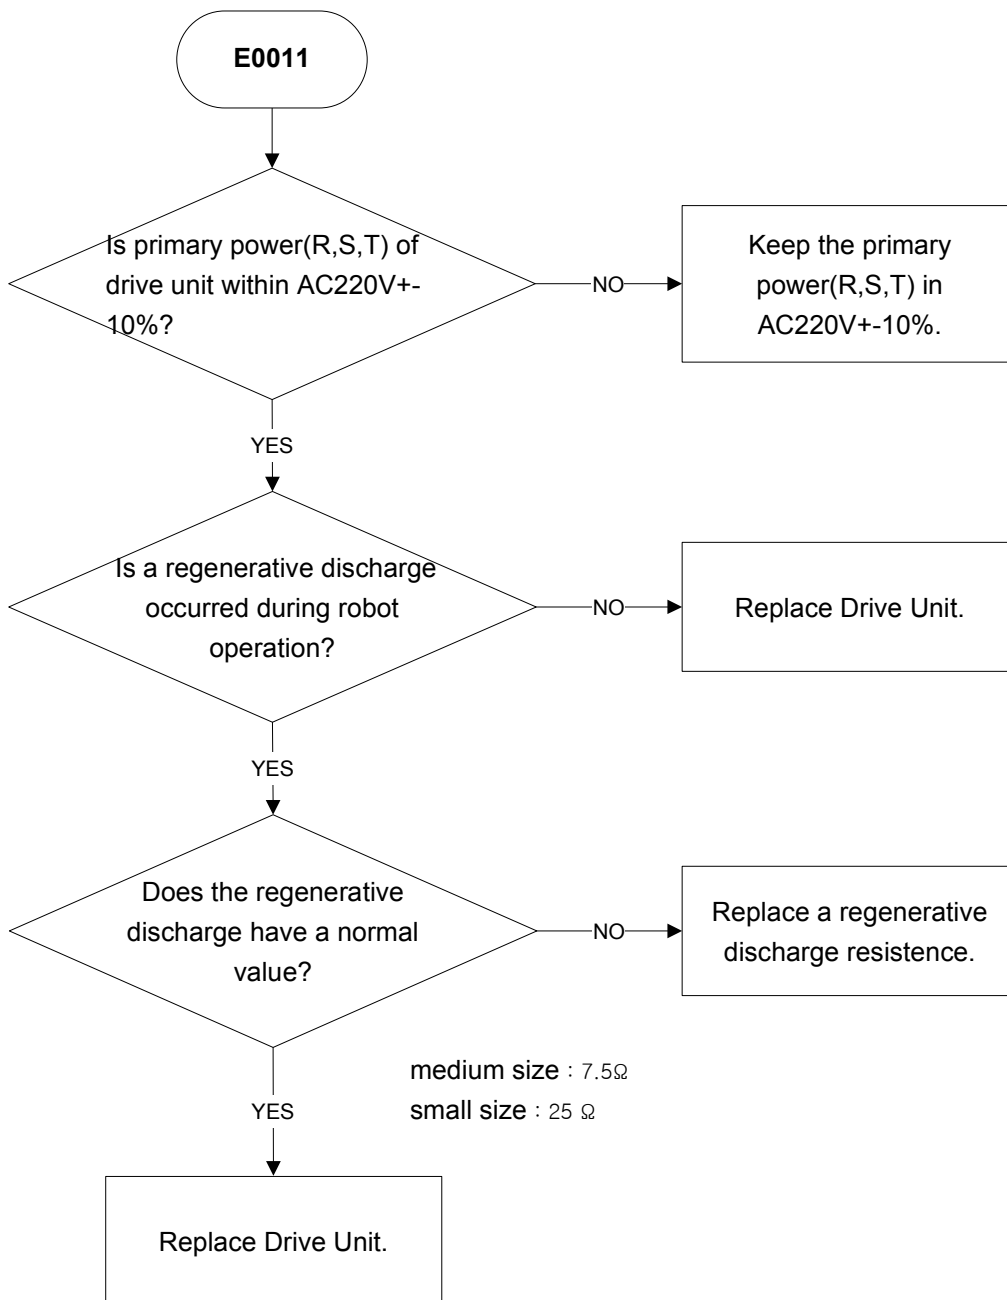 E0011
Is primary power(R,S,T) of
drive unit within AC220V+-
10%?
NO
Keep the primary
power(R,S,T) in
AC220V+-10%.
YES
Is a regenerative discharge
occurred during robot
operation?
NO
Replace Drive Unit.
YES
Does the regenerative
discharge have a normal
value?
NO
Replace a regenerative
discharge resistence.
medium size : 7.5Ω
small size : 25 Ω
YES
Replace Drive Unit.